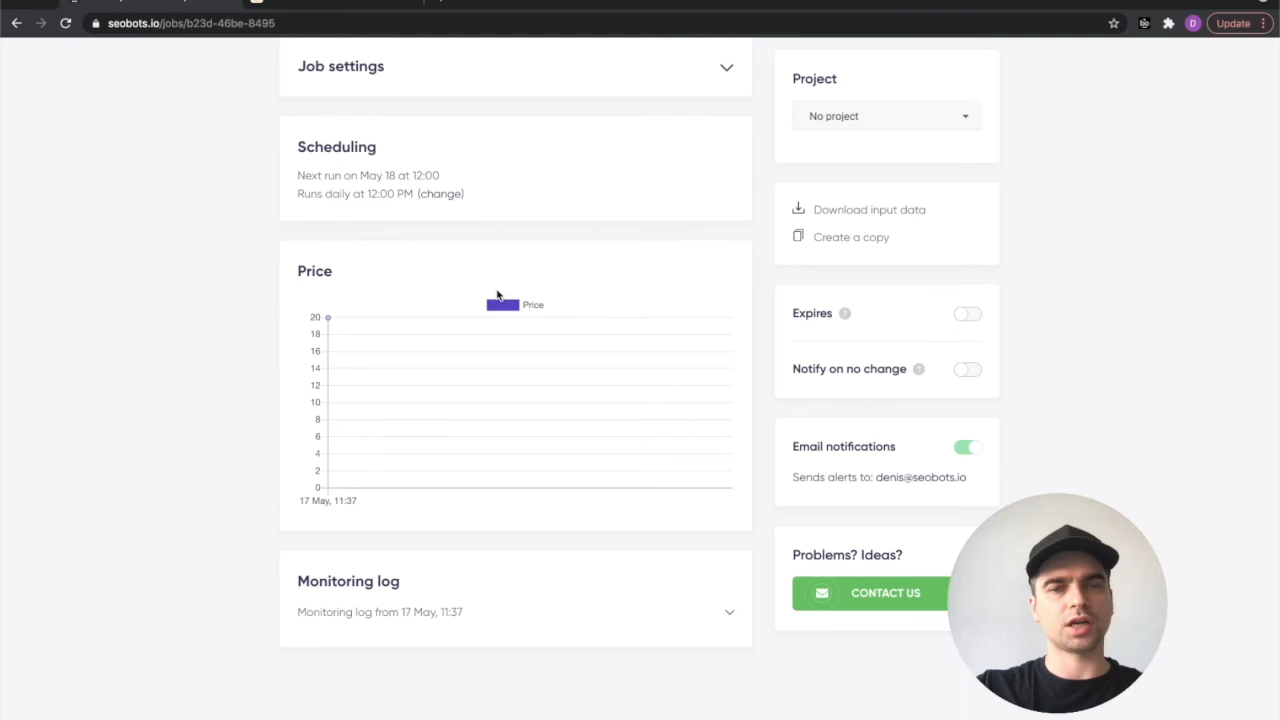 seobots.io/jobs/b23d-46be-8495
D
Update
Job settings
Scheduling
Next run on May 18 at 12:00
Runs daily at 12:00 PM (change)
Price
Price
20
18
16
14
12
10
8
6
4
2
0
17 May, 11:37
Monitoring log
Monitoring log from 17 May, 11:37
Project
No project
Download input data
Create a copy
Expires ?
Notify on no change ?
Email notifications
Sends alerts to: denis@seobots.io
Problems? Ideas?
CONTACT US